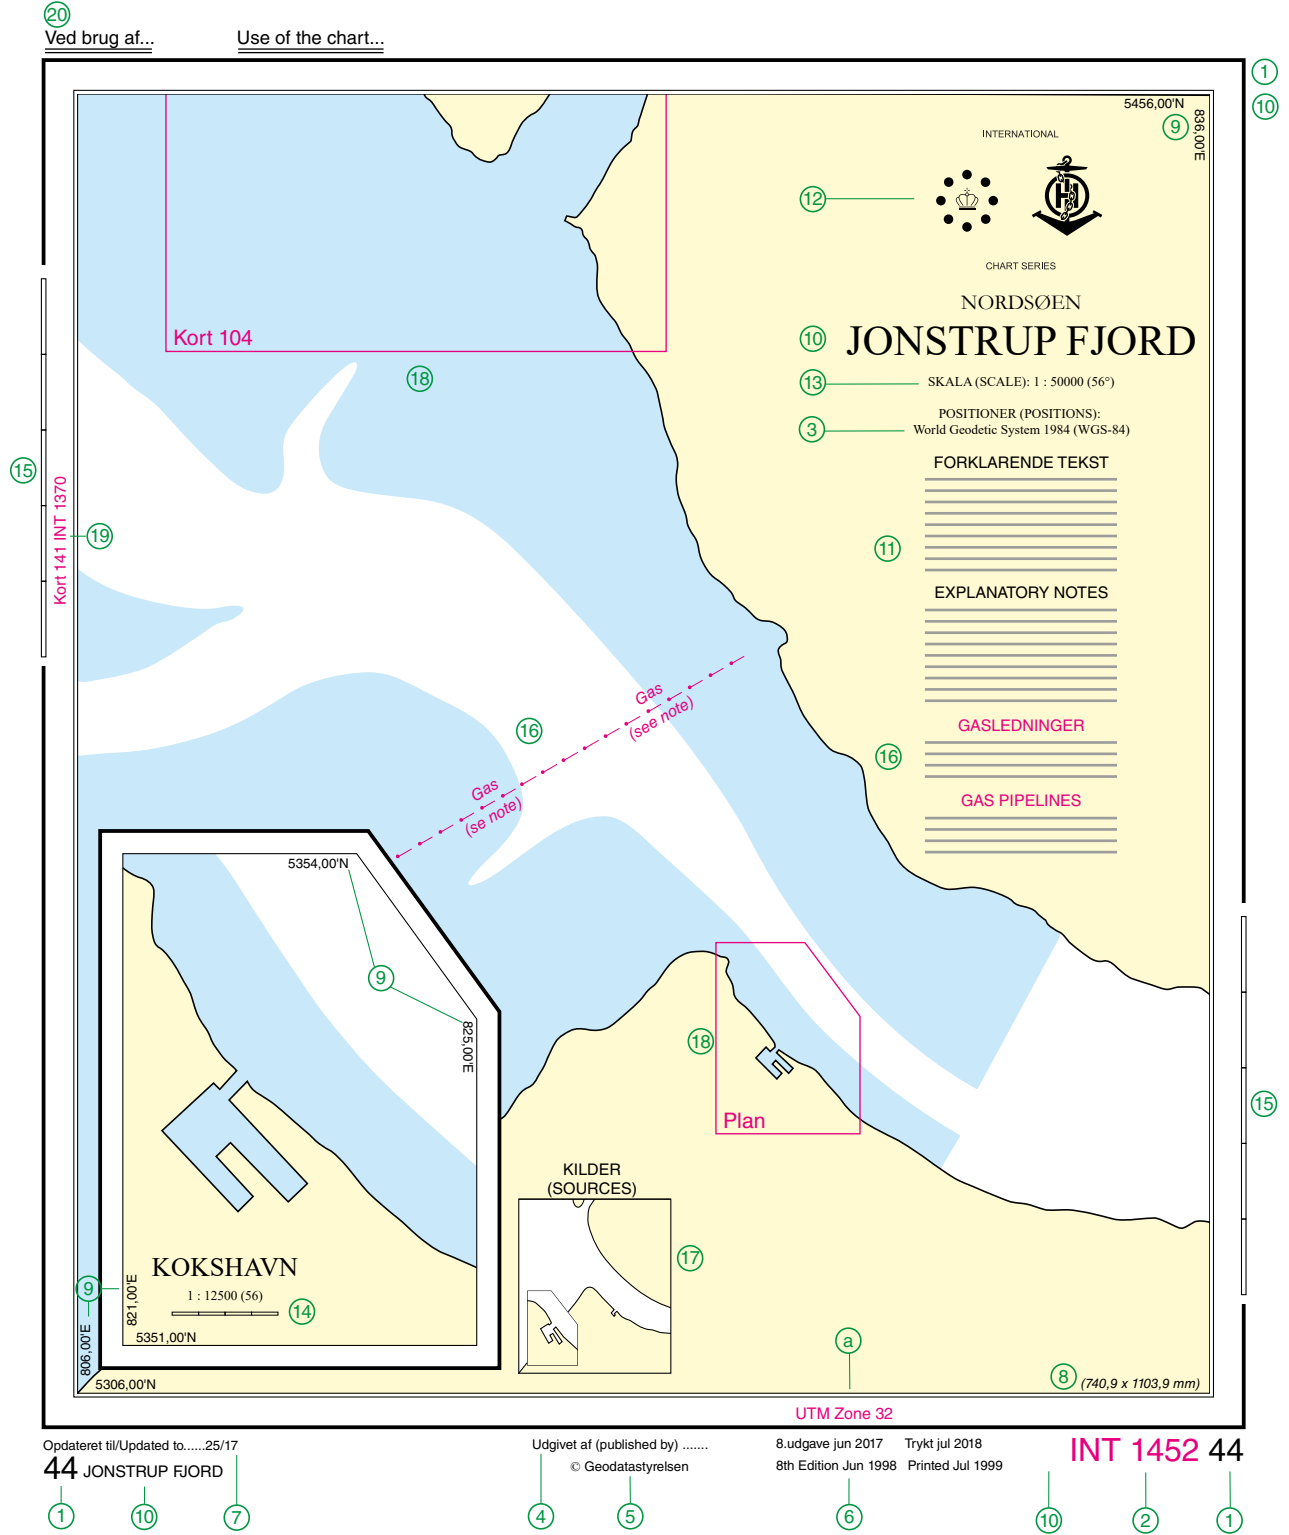 20
Ved brug af... Use of the chart...
1
10
5456,00'N
9
836,00'E
INTERNATIONAL
12
CHART SERIES
NORDSØEN
10 JONSTRUP FJORD
13 SKALA (SCALE): 1 : 50000 (56°)
POSITIONER (POSITIONS):
3 World Geodetic System 1984 (WGS-84)
FORKLARENDE TEKST
11
EXPLANATORY NOTES
GASLEDNINGER
16
GAS PIPELINES
Kort 104
18
15
Kort 141 INT 1370
19
Gas
(see note)
16
Gas
(se note)
5354,00'N
9
825,00'E
18
Plan
15
KILDER
(SOURCES)
17
KOKSHAVN
1 : 12500 (56)
14
9
821,00'E
5351,00'N
806,00'E
5306,00'N
a
8 (740,9 x 1103,9 mm)
UTM Zone 32
Opdateret til/Updated to......25/17
44 JONSTRUP FJORD
Udgivet af (published by) .......
© Geodatastyrelsen
8.udgave jun 2017 Trykt jul 2018
8th Edition Jun 1998 Printed Jul 1999
INT 1452 44
1 10 7 4 5 6 10 2 1